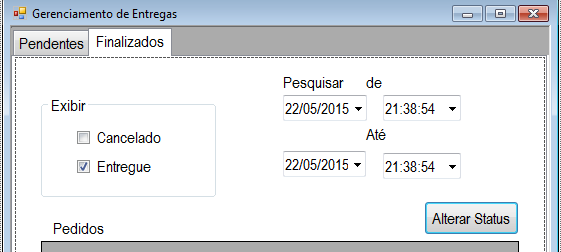 Gerenciamento de Entregas
Pendentes Finalizados
Pesquisar de
22/05/2015 21:38:54
Até
22/05/2015 21:38:54
Exibir
Cancelado
Entregue
Alterar Status
Pedidos